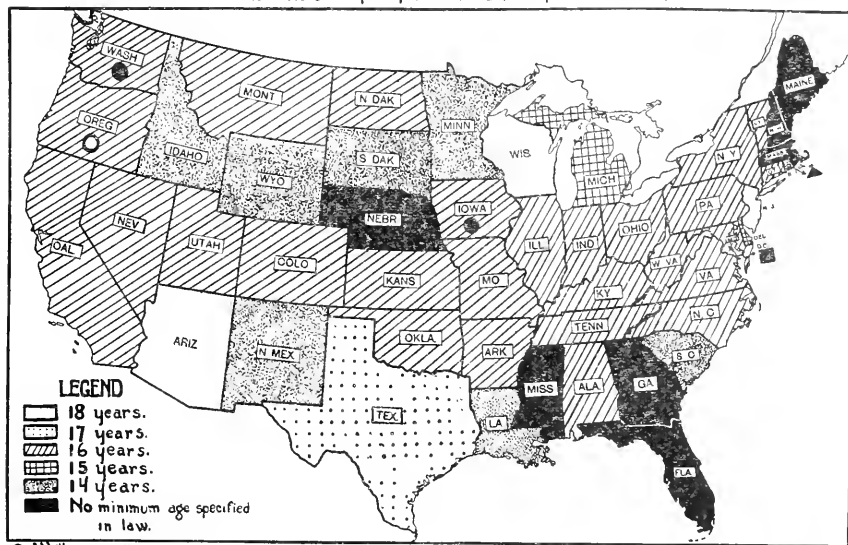 WASH
MONT
N DAK
MINN
MAINE
OREG
IDAHO
WYO
S DAK
WIS
MICH
N Y
NEBR
IOWA
PA
N. J.
NEV
UTAH
COLO
ILL
IND
OHIO
W VA
VA
DEL
D.C.
CAL
KANS
MO
KY
N C
ARIZ
N MEX
OKLA
ARK
TENN
S C
TEX
LA
MISS
ALA
GA
FLA
LEGEND
18 years.
17 years.
16 years.
15 years.
14 years.
No minimum age specified
in law.